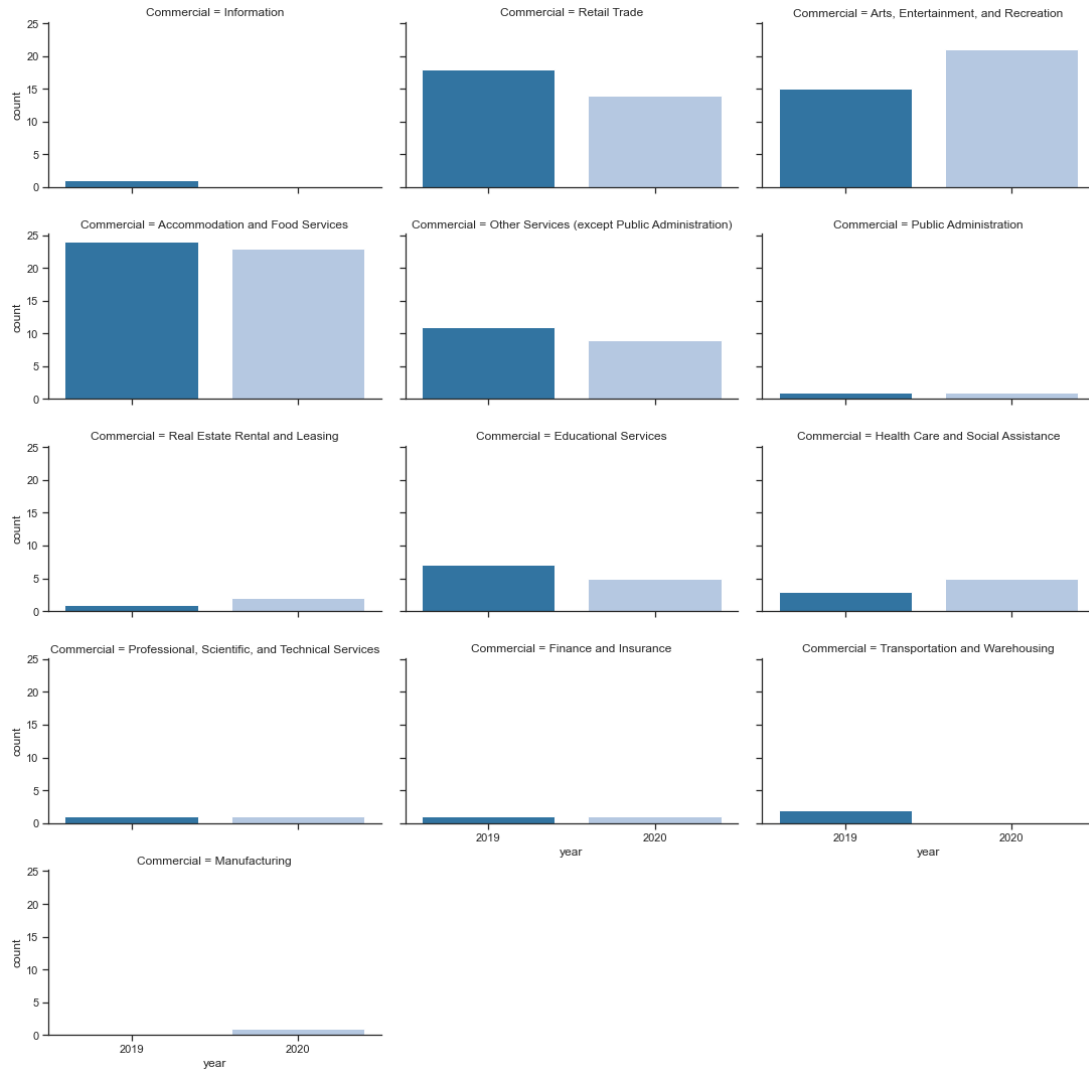 Commercial = Information
Commercial = Retail Trade
Commercial = Arts, Entertainment, and Recreation
25
20
15
10
5
0
count
Commercial = Accommodation and Food Services
Commercial = Other Services (except Public Administration)
Commercial = Public Administration
25
20
15
10
5
0
count
Commercial = Real Estate Rental and Leasing
Commercial = Educational Services
Commercial = Health Care and Social Assistance
25
20
15
10
5
0
count
Commercial = Professional, Scientific, and Technical Services
Commercial = Finance and Insurance
Commercial = Transportation and Warehousing
25
20
15
10
5
0
count
2019 2020
year
2019 2020
year
Commercial = Manufacturing
25
20
15
10
5
0
count
2019 2020
year